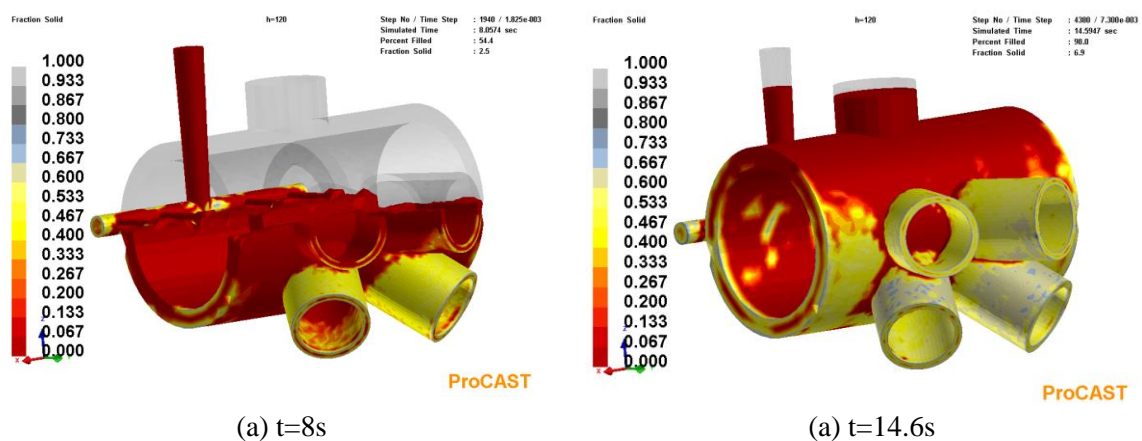 Fraction Solid
h=120
Step No / Time Step : 1940 / 1.825e-003
Simulated Time : 8.0574 sec
Percent Filled : 54.4
Fraction Solid : 2.5
1.000
0.933
0.867
0.800
0.733
0.667
0.600
0.533
0.467
0.400
0.333
0.267
0.200
0.133
0.067
0.000
ProCAST
(a) t=8s
Fraction Solid
h=120
Step No / Time Step : 4380 / 7.300e-003
Simulated Time : 14.5947 sec
Percent Filled : 98.0
Fraction Solid : 6.9
1.000
0.933
0.867
0.800
0.733
0.667
0.600
0.533
0.467
0.400
0.333
0.267
0.200
0.133
0.067
0.000
ProCAST
(a) t=14.6s